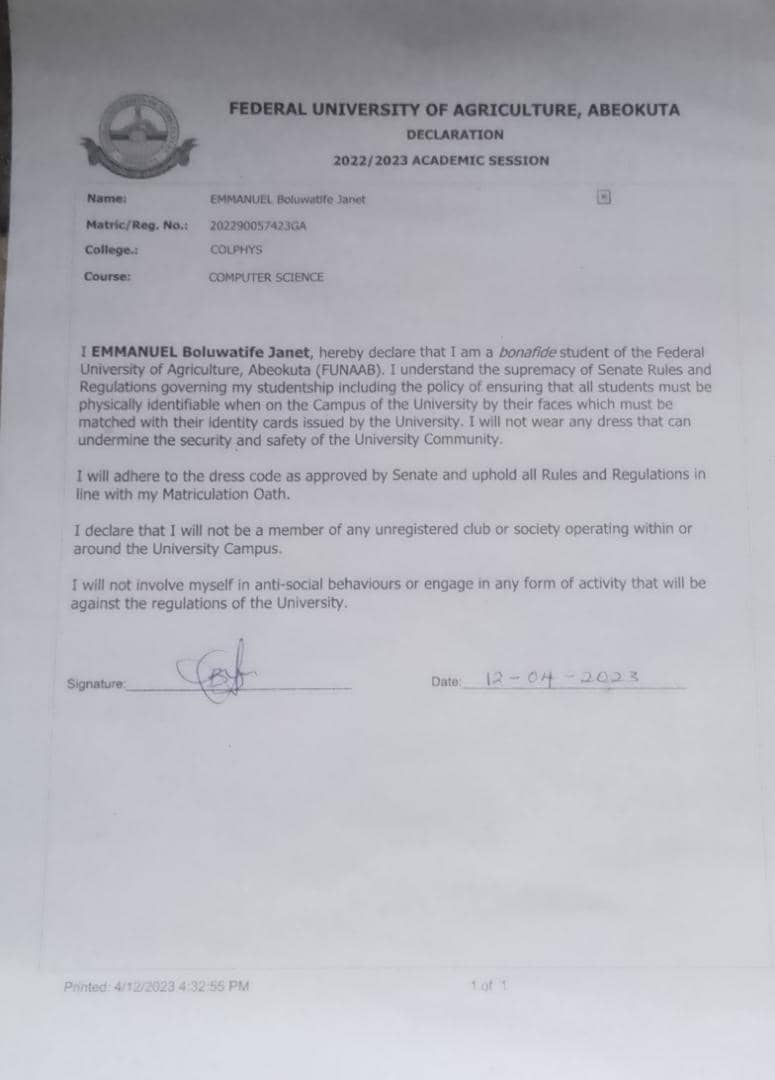 FEDERAL UNIVERSITY OF AGRICULTURE, ABEOKUTA
DECLARATION
2022/2023 ACADEMIC SESSION
Name: EMMANUEL Boluwatife Janet
Matric/Reg. No.: 202290057423GA
College.: COLPHYS
Course: COMPUTER SCIENCE
I EMMANUEL Boluwatife Janet, hereby declare that I am a bonafide student of the Federal
University of Agriculture, Abeokuta (FUNAAB). I understand the supremacy of Senate Rules and
Regulations governing my studentship including the policy of ensuring that all students must be
physically identifiable when on the Campus of the University by their faces which must be
matched with their identity cards issued by the University. I will not wear any dress that can
undermine the security and safety of the University Community.
I will adhere to the dress code as approved by Senate and uphold all Rules and Regulations in
line with my Matriculation Oath.
I declare that I will not be a member of any unregistered club or society operating within or
around the University Campus.
I will not involve myself in anti-social behaviours or engage in any form of activity that will be
against the regulations of the University.
Signature: Date: 12-04-2023
Printed: 4/12/2023 4:32:55 PM 1 of 1